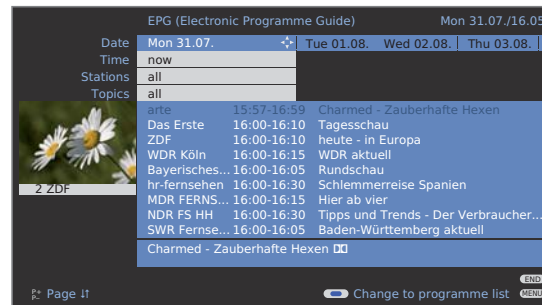 EPG (Electronic Programme Guide) Mon 31.07./16:05
Date Mon 31.07. Tue 01.08. Wed 02.08. Thu 03.08.
Time now
Stations all
Topics all
arte 15:57-16:59 Charmed - Zauberhafte Hexen
Das Erste 16:00-16:10 Tagesschau
ZDF 16:00-16:10 heute - in Europa
WDR Köln 16:00-16:15 WDR aktuell
Bayerisches... 16:00-16:05 Rundschau
hr-fernsehen 16:00-16:30 Schlemmerreise Spanien
MDR FERNS... 16:00-16:15 Hier ab vier
NDR FS HH 16:00-16:30 Tipps und Trends - Der Verbraucher...
SWR Fernse... 16:00-16:05 Baden-Württemberg aktuell
2 ZDF
Charmed - Zauberhafte Hexen
END
P+ P- Page Change to programme list MENU